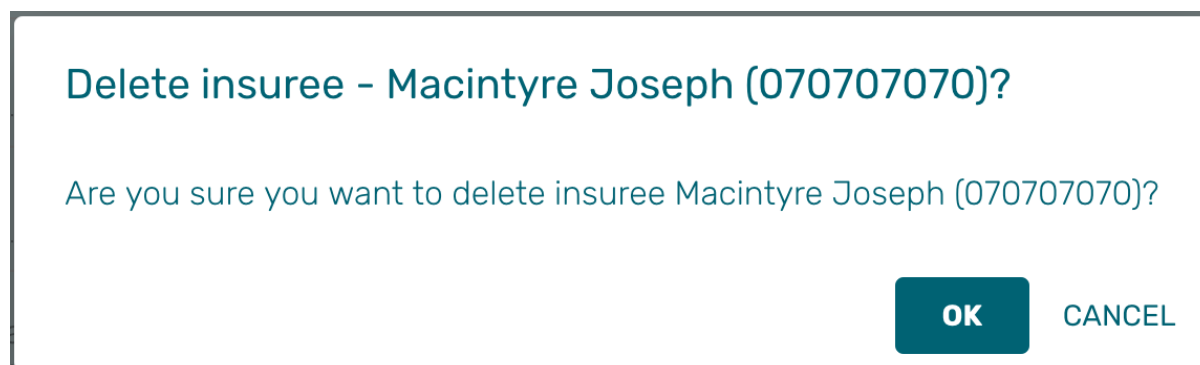 Delete insuree - Macintyre Joseph (070707070)?
Are you sure you want to delete insuree Macintyre Joseph (070707070)?
OK CANCEL